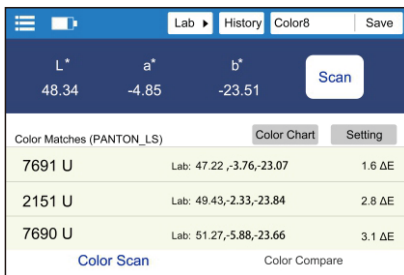 Lab ▶ History Color8 Save
L* a* b*
48.34 -4.85 -23.51
Scan
Color Matches (PANTON_LS) Color Chart Setting
7691 U Lab: 47.22 ,-3.76,-23.07 1.6 ΔE
2151 U Lab: 49.43,-2.33,-23.84 2.8 ΔE
7690 U Lab: 51.27,-5.88,-23.66 3.1 ΔE
Color Scan Color Compare